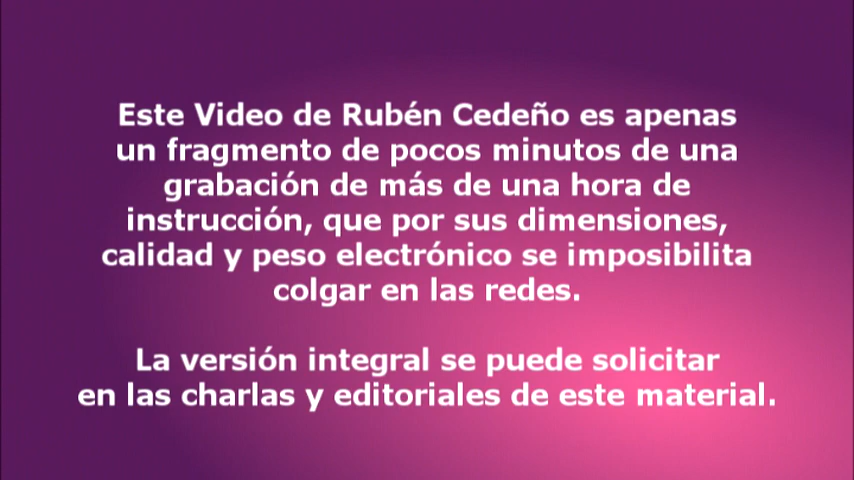 Este Video de Rubén Cedeño es apenas
un fragmento de pocos minutos de una
grabación de más de una hora de
instrucción, que por sus dimensiones,
calidad y peso electrónico se imposibilita
colgar en las redes.
La versión integral se puede solicitar
en las charlas y editoriales de este material.